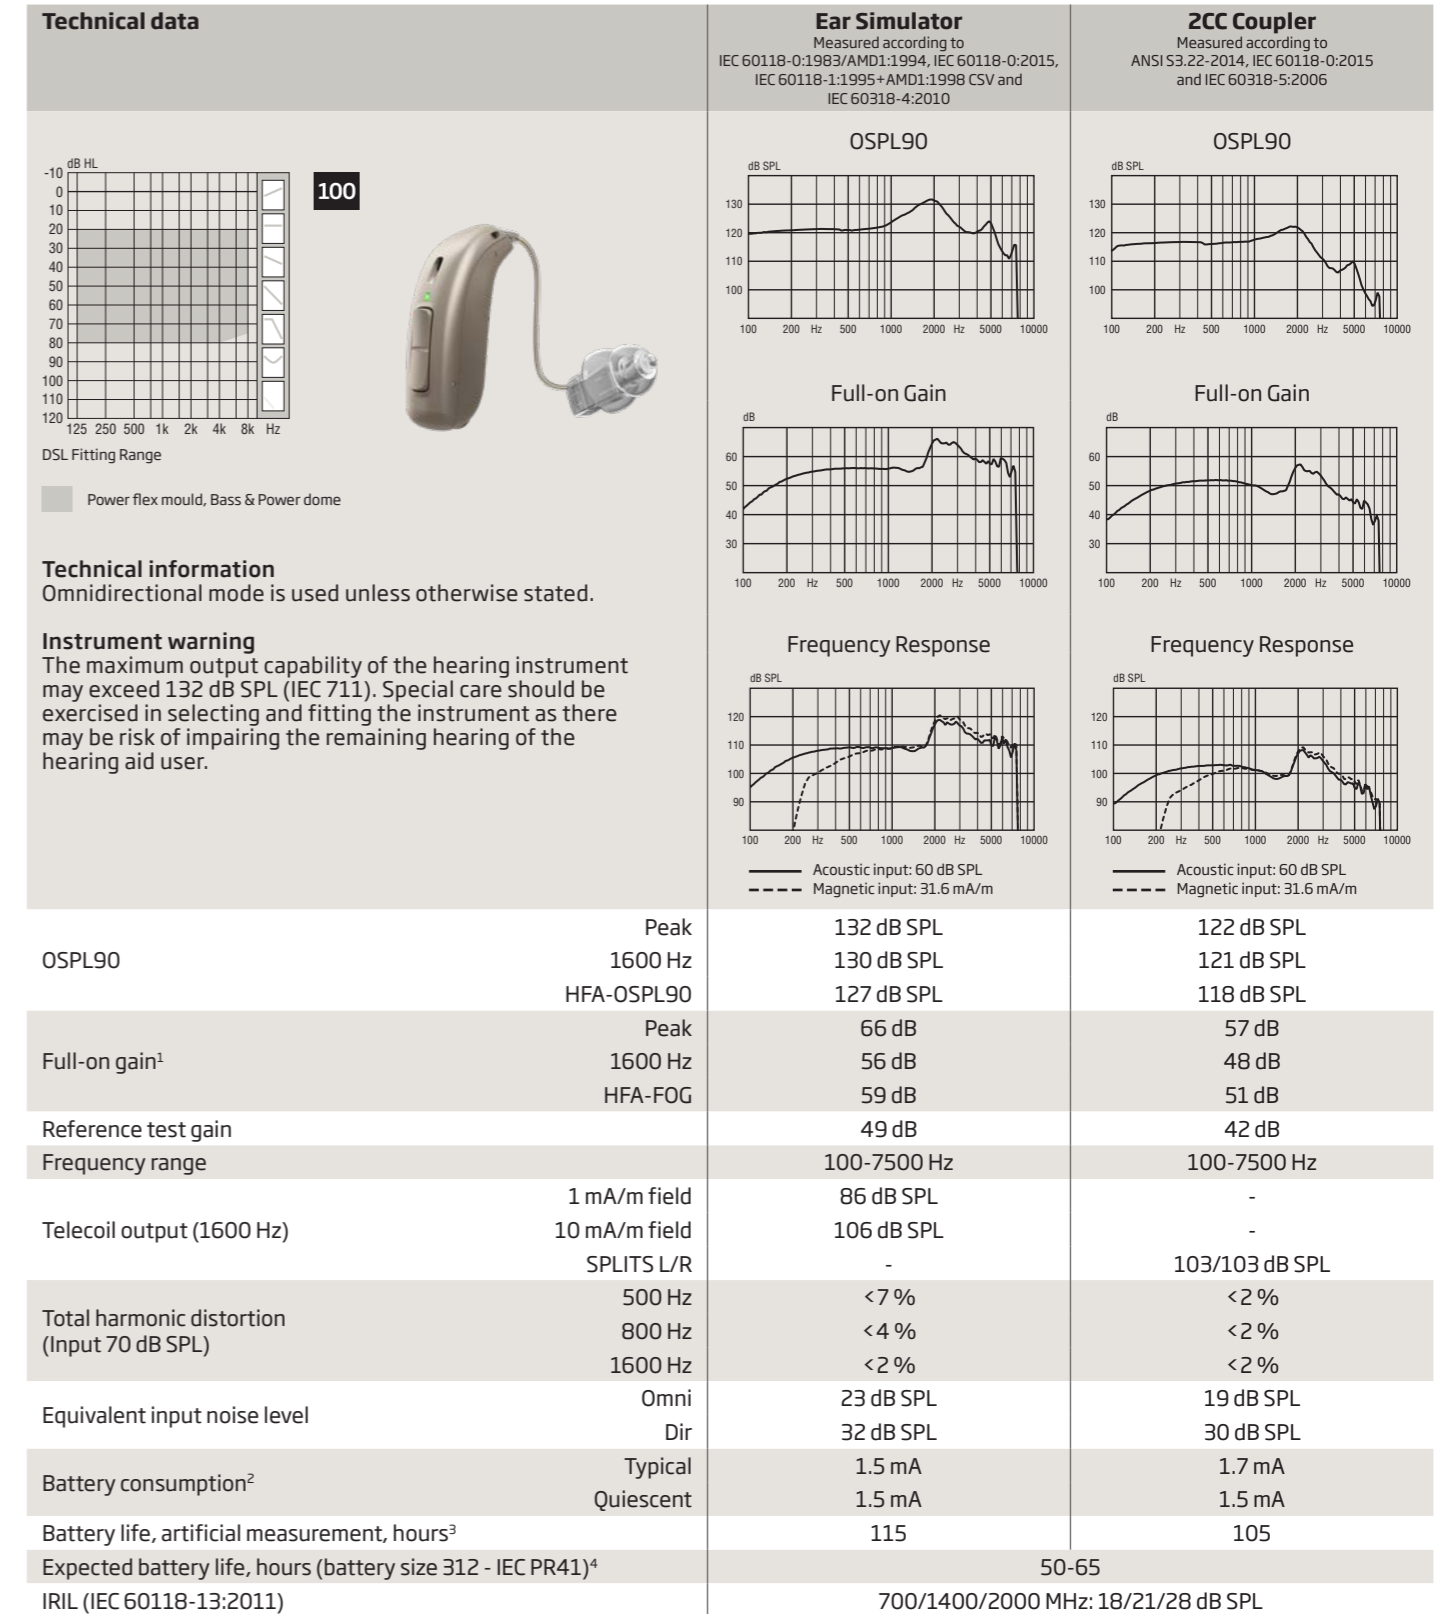 Technical data
Ear Simulator
Measured according to
IEC 60118-0:1983/AMD1:1994, IEC 60118-0:2015,
IEC 60118-1:1995+AMD1:1998 CSV and
IEC 60318-4:2010
2CC Coupler
Measured according to
ANSI S3.22-2014, IEC 60118-0:2015
and IEC 60318-5:2006
dB HL
-10
0
10
20
30
40
50
60
70
80
90
100
110
120
125 250 500 1k 2k 4k 8k Hz
DSL Fitting Range
100
Power flex mould, Bass & Power dome
Technical information
Omnidirectional mode is used unless otherwise stated.
Instrument warning
The maximum output capability of the hearing instrument
may exceed 132 dB SPL (IEC 711). Special care should be
exercised in selecting and fitting the instrument as there
may be risk of impairing the remaining hearing of the
hearing aid user.
OSPL90
dB SPL
130
120
110
100
100 200 Hz 500 1000 2000 Hz 5000 10000
OSPL90
dB SPL
130
120
110
100
100 200 Hz 500 1000 2000 Hz 5000 10000
Full-on Gain
dB
60
50
40
30
100 200 Hz 500 1000 2000 Hz 5000 10000
Full-on Gain
dB
60
50
40
30
100 200 Hz 500 1000 2000 Hz 5000 10000
Frequency Response
dB SPL
120
110
100
90
100 200 Hz 500 1000 2000 Hz 5000 10000
Acoustic input: 60 dB SPL
Magnetic input: 31.6 mA/m
Frequency Response
dB SPL
120
110
100
90
100 200 Hz 500 1000 2000 Hz 5000 10000
Acoustic input: 60 dB SPL
Magnetic input: 31.6 mA/m
OSPL90
Peak 132 dB SPL 122 dB SPL
1600 Hz 130 dB SPL 121 dB SPL
HFA-OSPL90 127 dB SPL 118 dB SPL
Full-on gain¹
Peak 66 dB 57 dB
1600 Hz 56 dB 48 dB
HFA-FOG 59 dB 51 dB
Reference test gain 49 dB 42 dB
Frequency range 100-7500 Hz 100-7500 Hz
Telecoil output (1600 Hz)
1 mA/m field 86 dB SPL -
10 mA/m field 106 dB SPL -
SPLITS L/R - 103/103 dB SPL
Total harmonic distortion
(Input 70 dB SPL)
500 Hz <7 % <2 %
800 Hz <4 % <2 %
1600 Hz <2 % <2 %
Equivalent input noise level
Omni 23 dB SPL 19 dB SPL
Dir 32 dB SPL 30 dB SPL
Battery consumption²
Typical 1.5 mA 1.7 mA
Quiescent 1.5 mA 1.5 mA
Battery life, artificial measurement, hours³ 115 105
Expected battery life, hours (battery size 312 - IEC PR41)⁴ 50-65
IRIL (IEC 60118-13:2011) 700/1400/2000 MHz: 18/21/28 dB SPL